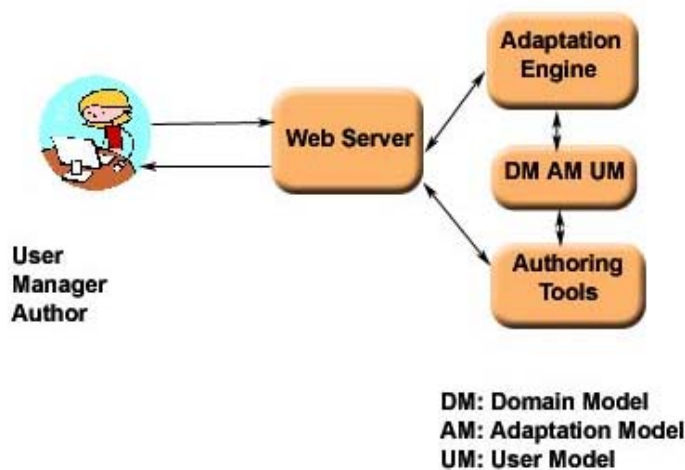 Adaptation
Engine
Web Server
DM AM UM
Authoring
Tools
User
Manager
Author
DM: Domain Model
AM: Adaptation Model
UM: User Model